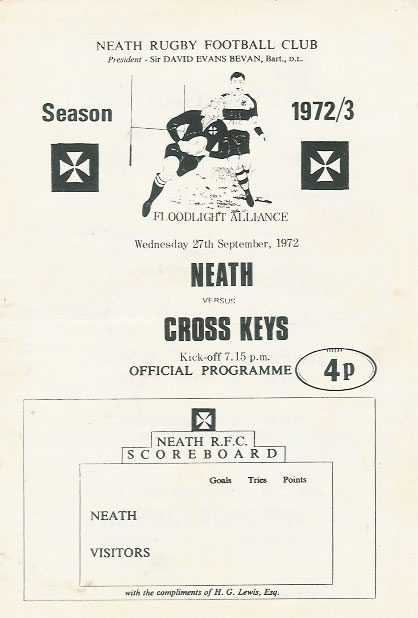 NEATH RUGBY FOOTBALL CLUB
President - Sir DAVID EVANS BEVAN, Bart., D.L.
Season 1972/3
FLOODLIGHT ALLIANCE
Wednesday 27th September, 1972
NEATH
VERSUS
CROSS KEYS
Kick-off 7.15 p.m.
OFFICIAL PROGRAMME 4p
NEATH R.F.C.
SCOREBOARD
Goals Tries Points
NEATH
VISITORS
with the compliments of H. G. Lewis, Esq.